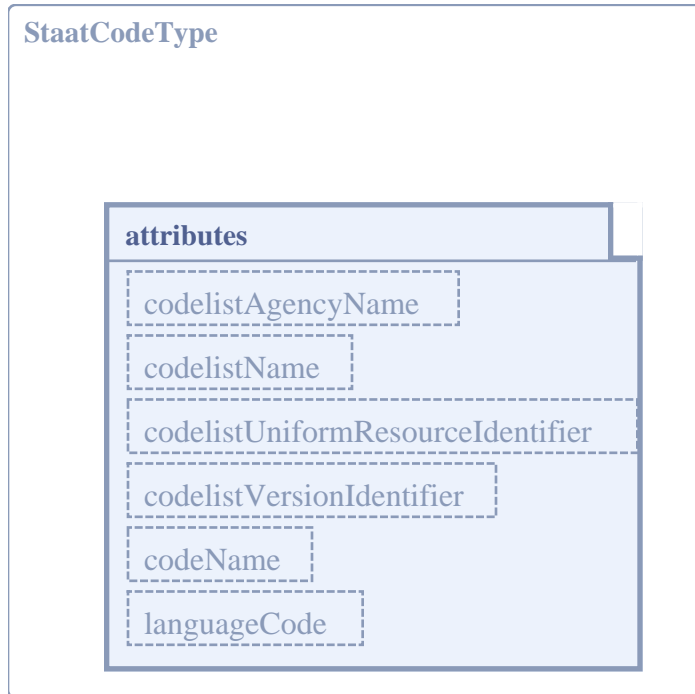 StaatCodeType
attributes
codelistAgencyName
codelistName
codelistUniformResourceIdentifier
codelistVersionIdentifier
codeName
languageCode